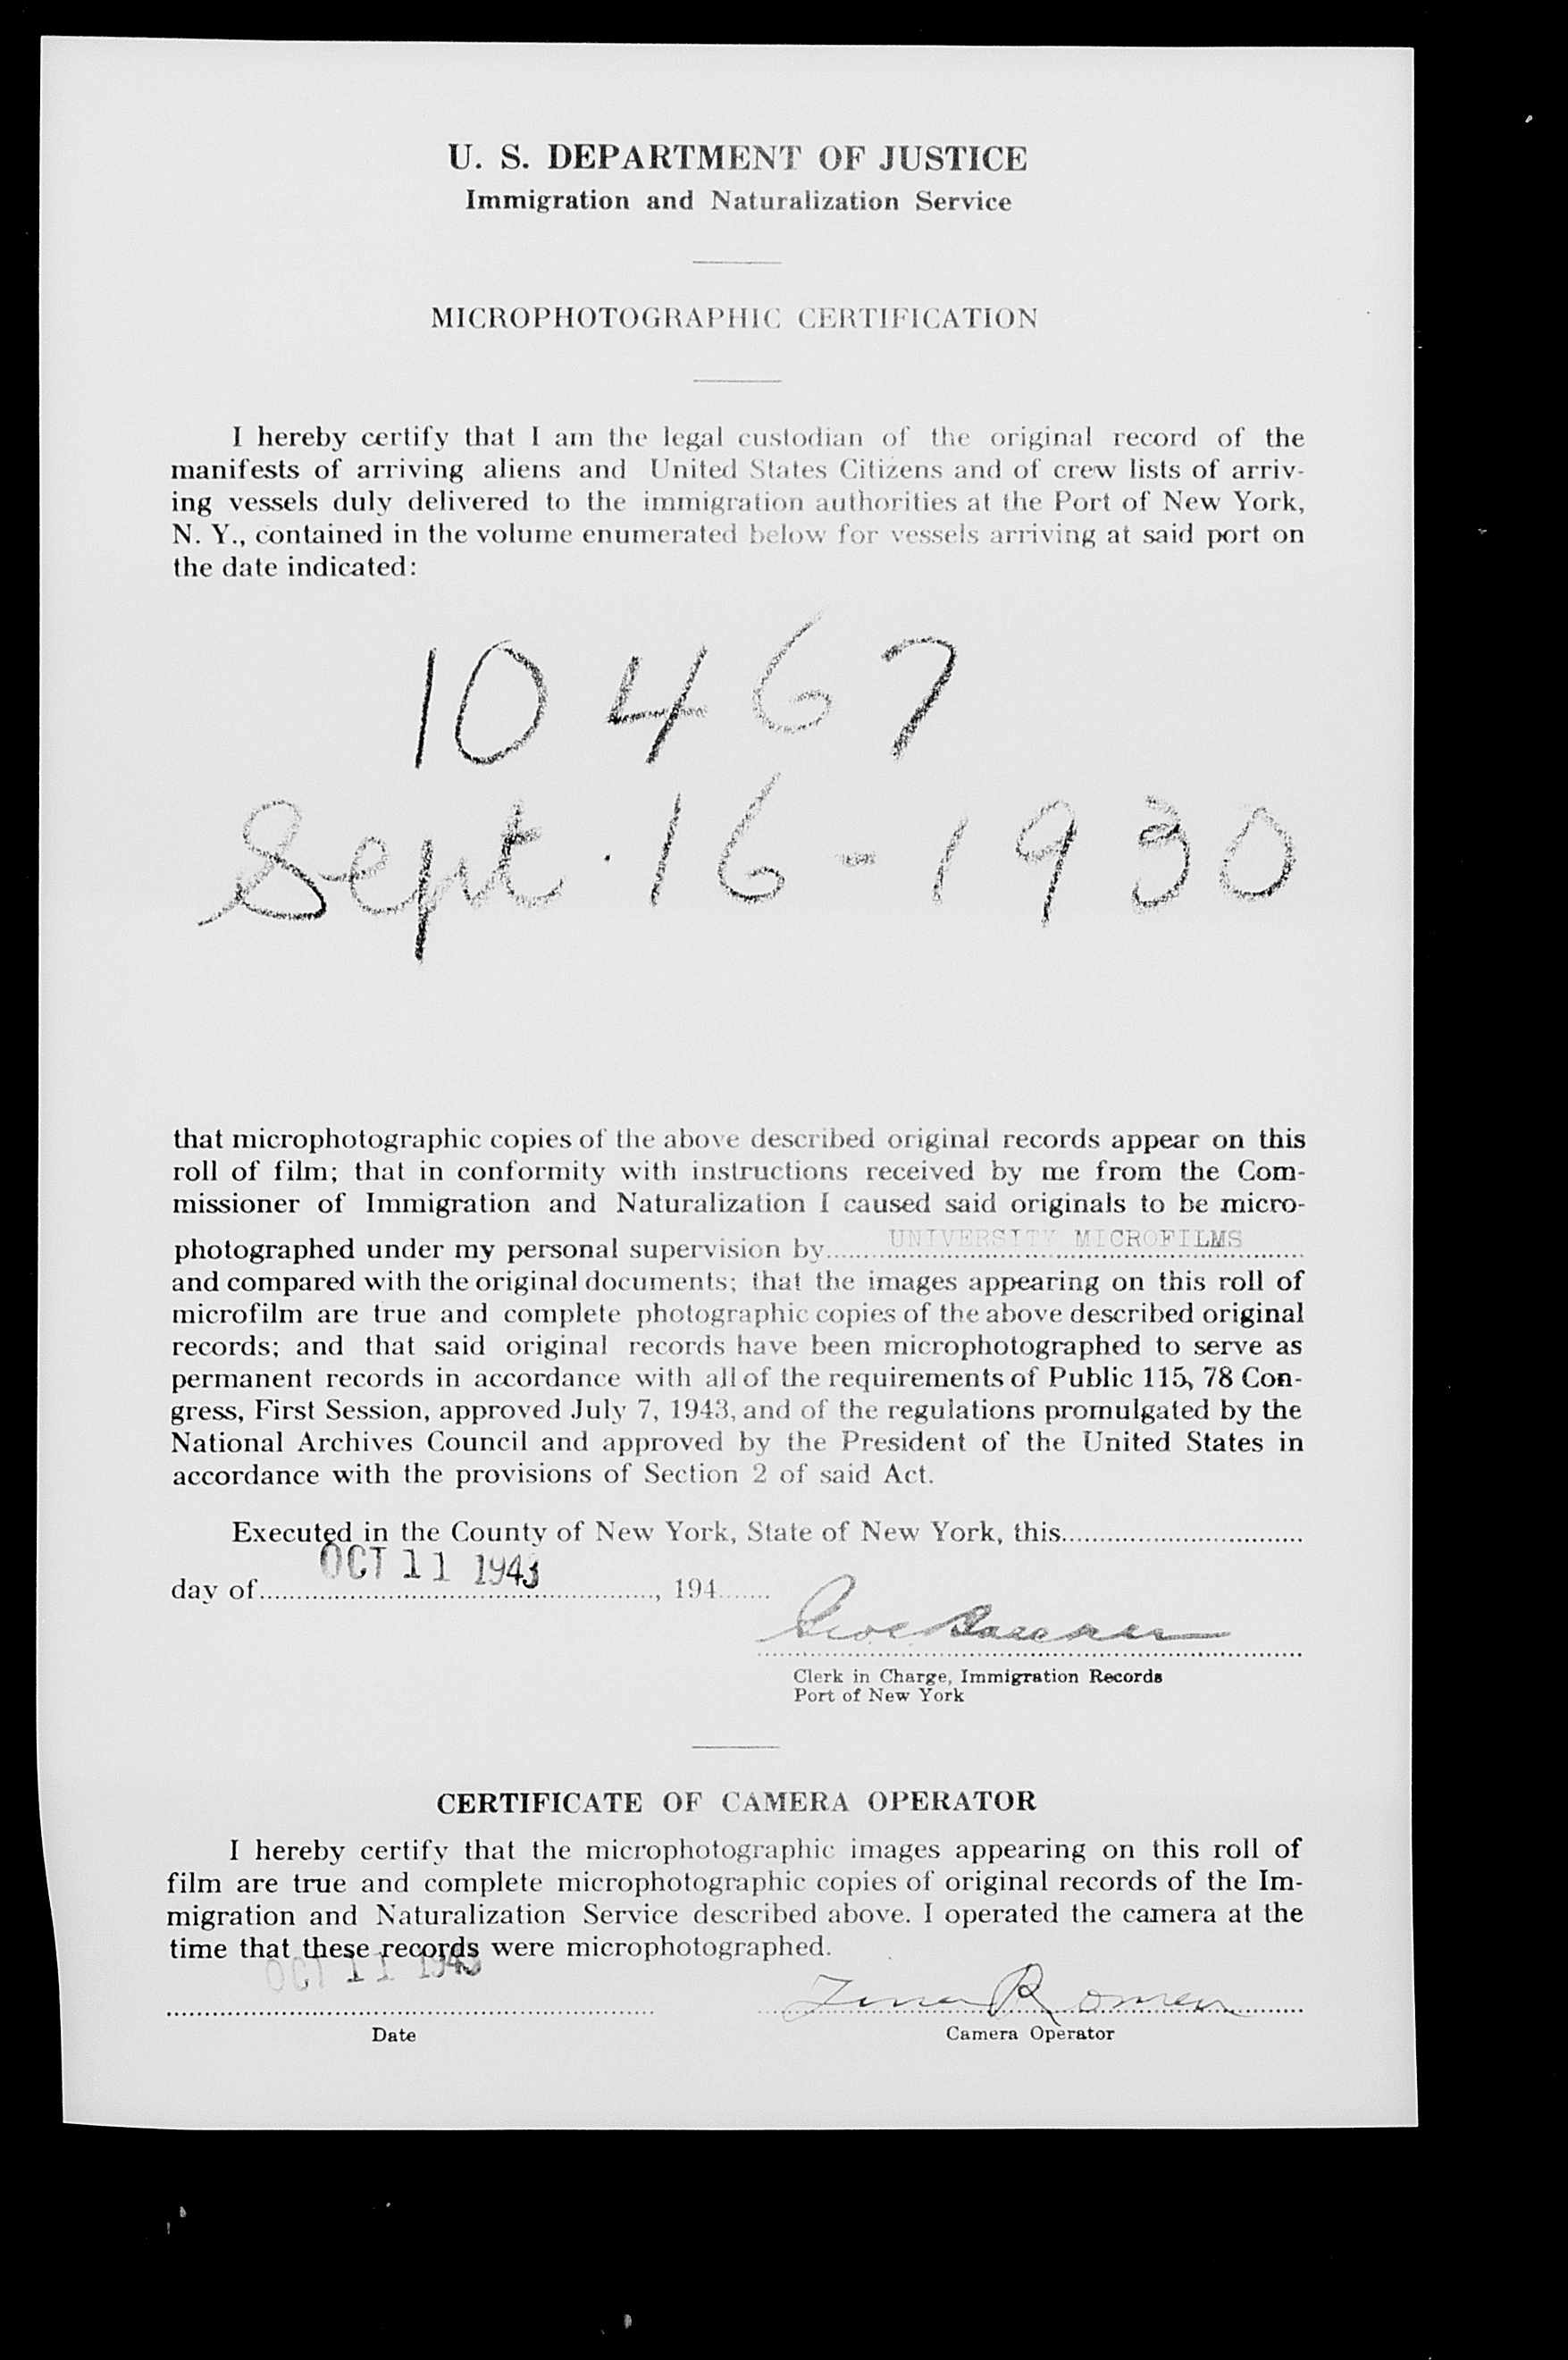 U. S. DEPARTMENT OF JUSTICE
Immigration and Naturalization Service
MICROPHOTOGRAPHIC CERTIFICATION
I hereby certify that I am the legal custodian of the original record of the
manifests of arriving aliens and United States Citizens and of crew lists of arriv-
ing vessels duly delivered to the immigration authorities at the Port of New York,
N. Y., contained in the volume enumerated below for vessels arriving at said port on
the date indicated:
10467
Sept. 16-1930
that microphotographic copies of the above described original records appear on this
roll of film; that in conformity with instructions received by me from the Com-
missioner of Immigration and Naturalization I caused said originals to be micro-
photographed under my personal supervision by UNIVERSITY MICROFILMS
and compared with the original documents; that the images appearing on this roll of
microfilm are true and complete photographic copies of the above described original
records; and that said original records have been microphotographed to serve as
permanent records in accordance with all of the requirements of Public 115, 78 Con-
gress, First Session, approved July 7, 1943, and of the regulations promulgated by the
National Archives Council and approved by the President of the United States in
accordance with the provisions of Section 2 of said Act.
Executed in the County of New York, State of New York, this
day of OCT 11 1943, 194
Clerk in Charge, Immigration Records
Port of New York
CERTIFICATE OF CAMERA OPERATOR
I hereby certify that the microphotographic images appearing on this roll of
film are true and complete microphotographic copies of original records of the Im-
migration and Naturalization Service described above. I operated the camera at the
time that these records were microphotographed.
OCT 11 1943
Date
Camera Operator